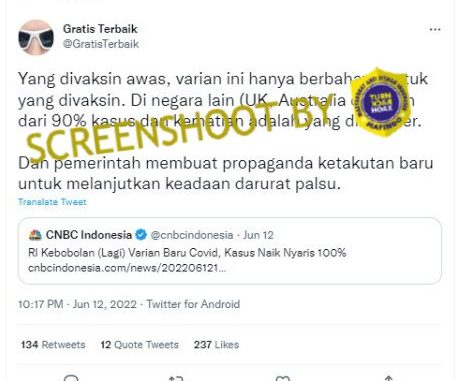 Gratis Terbaik
@GratisTerbaik
Yang divaksin awas, varian ini hanya
yang divaksin. Di negara lain (UK, Australia
dari 90% kasus dan kematian adalah yang
Dan pemerintah membuat propaganda ketakutan baru
untuk melanjutkan keadaan darurat palsu.
SCREENSHOOT BY
TURN
BACK
HOAX
MAFINDO
Translate Tweet
CNBC Indonesia @cnbcindonesia · Jun 12
RI Kebobolan (Lagi) Varian Baru Covid, Kasus Naik Nyaris 100%
cnbcindonesia.com/news/202206121...
10:17 PM · Jun 12, 2022 · Twitter for Android
134 Retweets 12 Quote Tweets 237 Likes